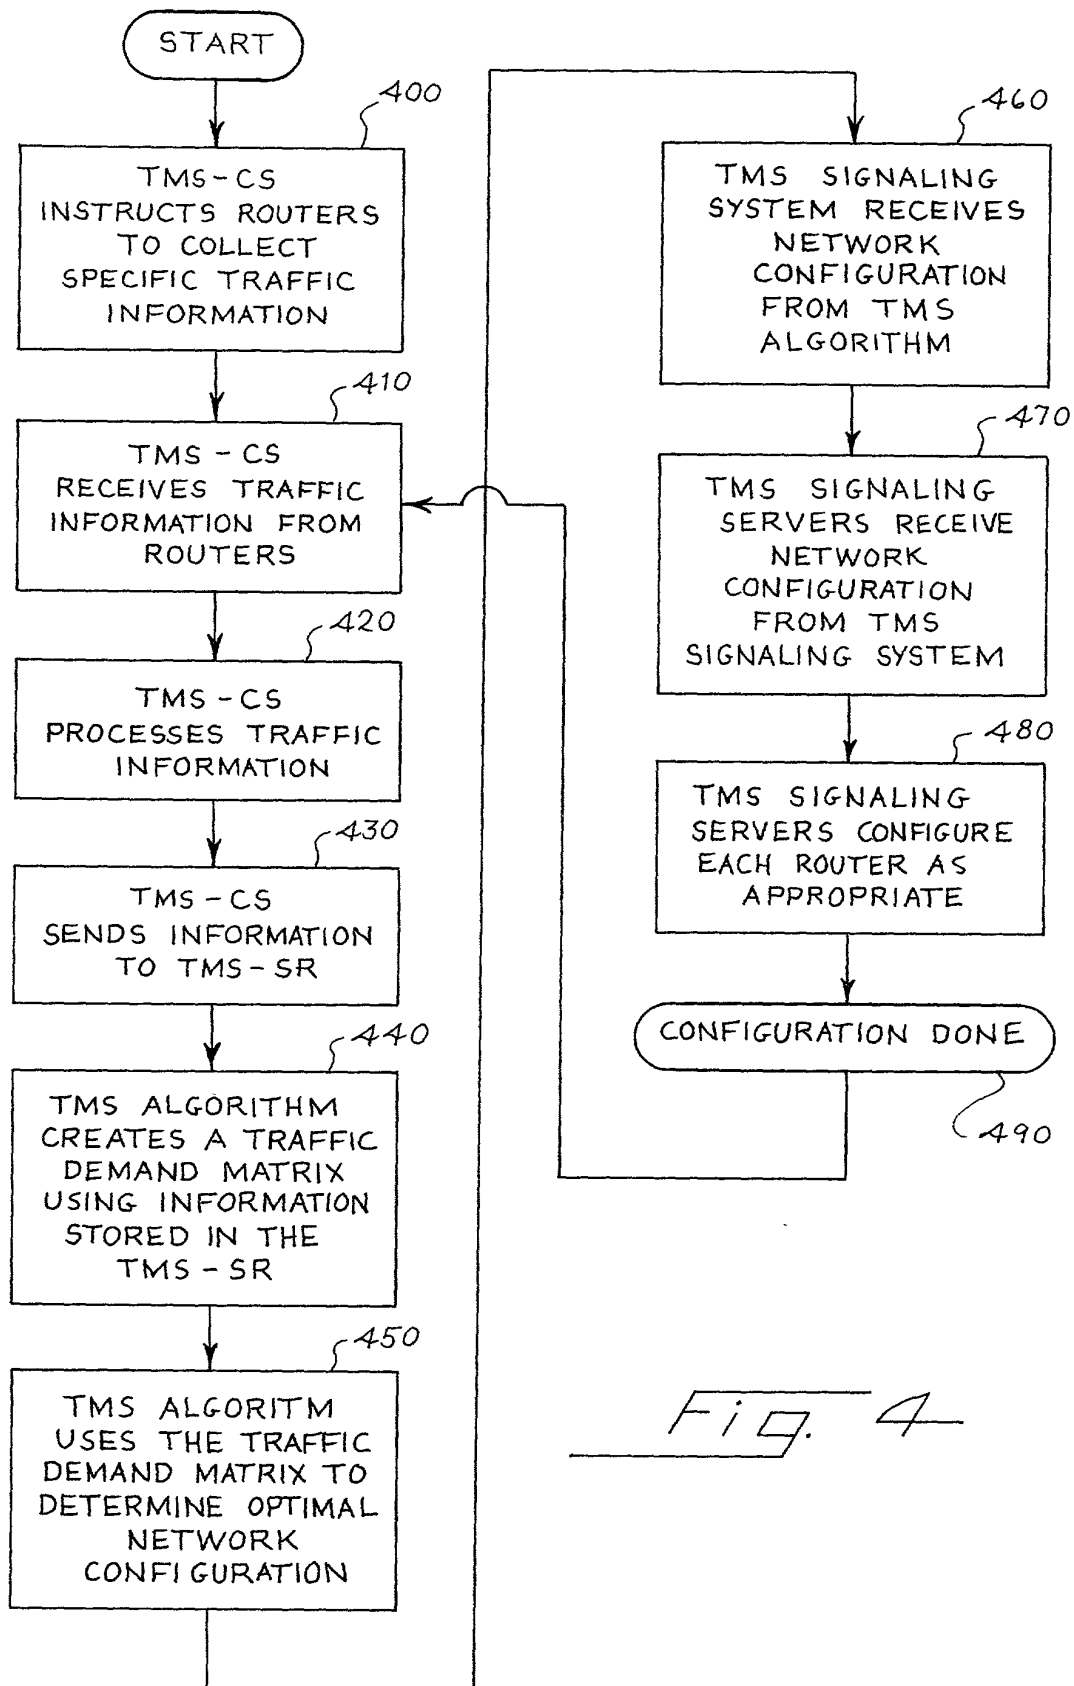 START
400
TMS-CS
INSTRUCTS ROUTERS
TO COLLECT
SPECIFIC TRAFFIC
INFORMATION
410
TMS-CS
RECEIVES TRAFFIC
INFORMATION FROM
ROUTERS
420
TMS-CS
PROCESSES TRAFFIC
INFORMATION
430
TMS-CS
SENDS INFORMATION
TO TMS-SR
440
TMS ALGORITHM
CREATES A TRAFFIC
DEMAND MATRIX
USING INFORMATION
STORED IN THE
TMS-SR
450
TMS ALGORITM
USES THE TRAFFIC
DEMAND MATRIX TO
DETERMINE OPTIMAL
NETWORK
CONFIGURATION
460
TMS SIGNALING
SYSTEM RECEIVES
NETWORK
CONFIGURATION
FROM TMS
ALGORITHM
470
TMS SIGNALING
SERVERS RECEIVE
NETWORK
CONFIGURATION
FROM TMS
SIGNALING SYSTEM
480
TMS SIGNALING
SERVERS CONFIGURE
EACH ROUTER AS
APPROPRIATE
CONFIGURATION DONE
490
Fig. 4